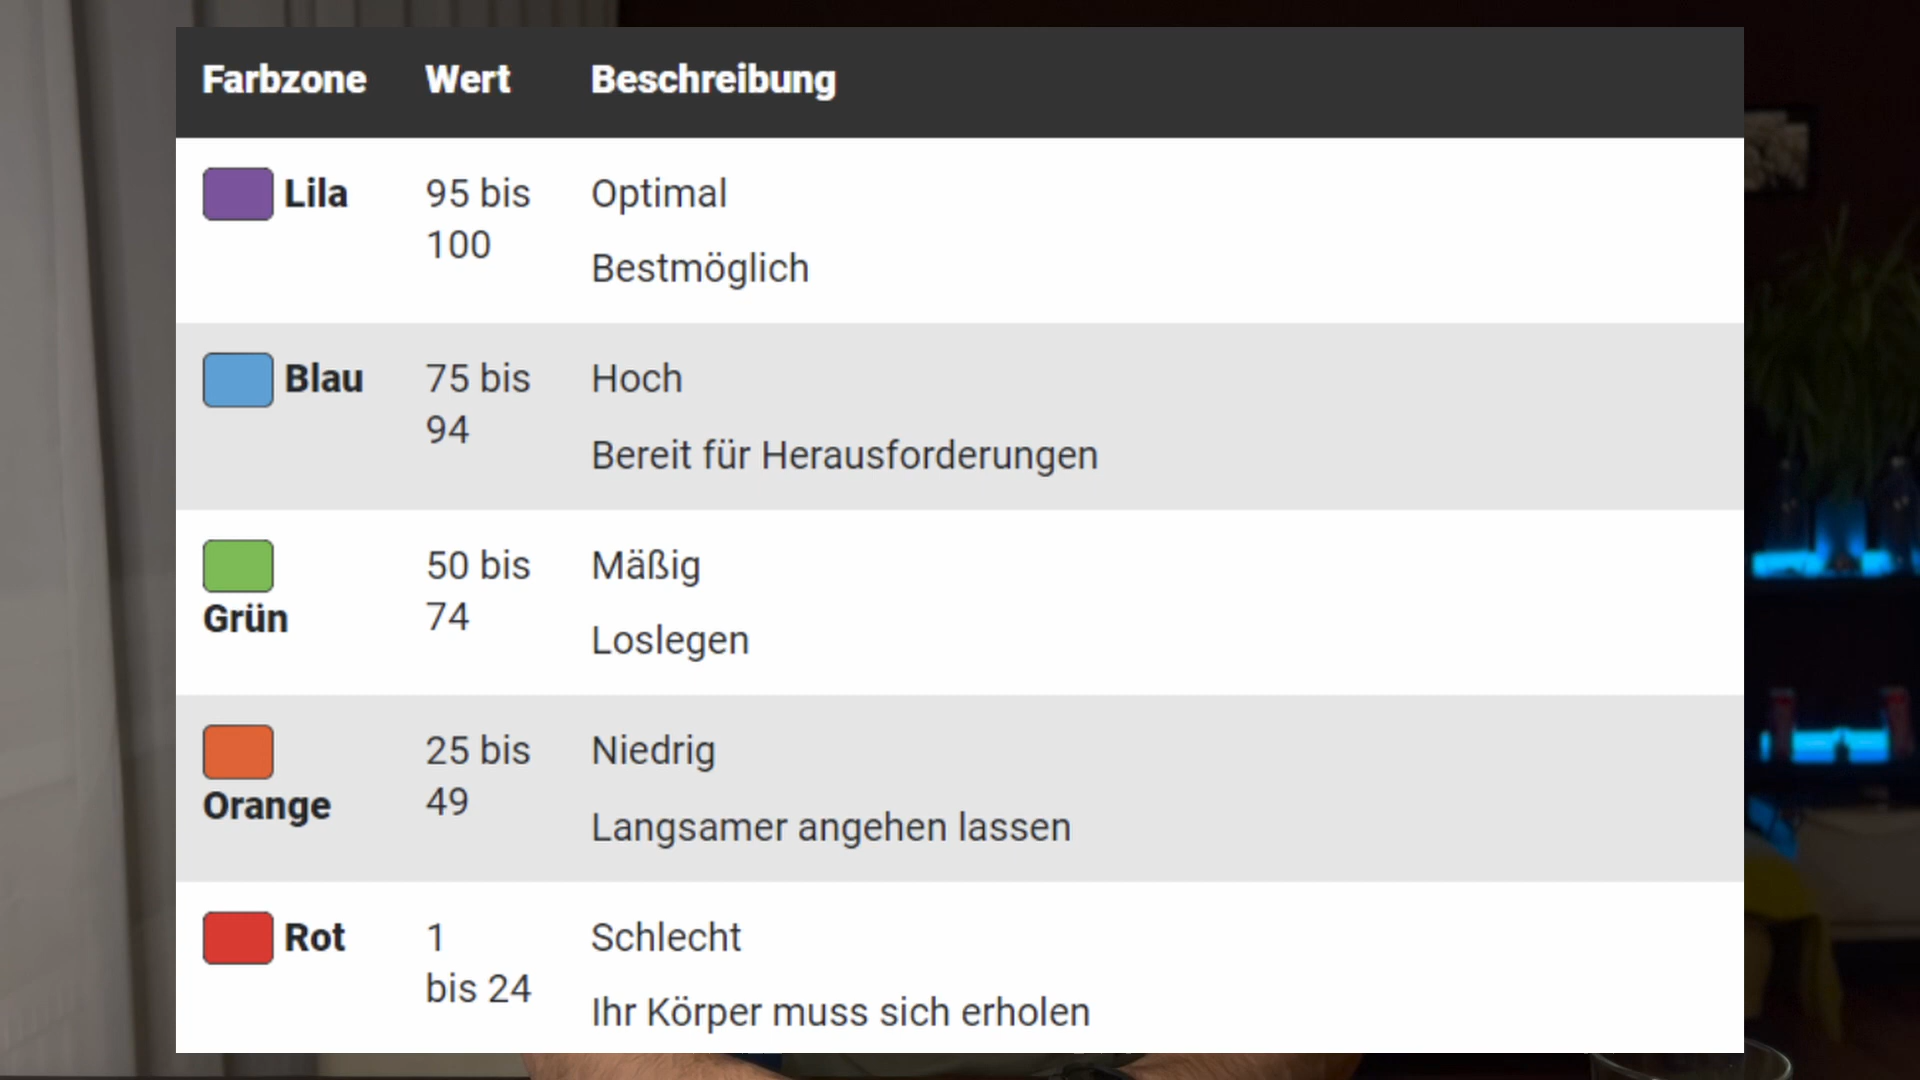 Farbzone Wert Beschreibung
Lila 95 bis 100 Optimal
Bestmöglich
Blau 75 bis 94 Hoch
Bereit für Herausforderungen
Grün 50 bis 74 Mäßig
Loslegen
Orange 25 bis 49 Niedrig
Langsamer angehen lassen
Rot 1 bis 24 Schlecht
Ihr Körper muss sich erholen